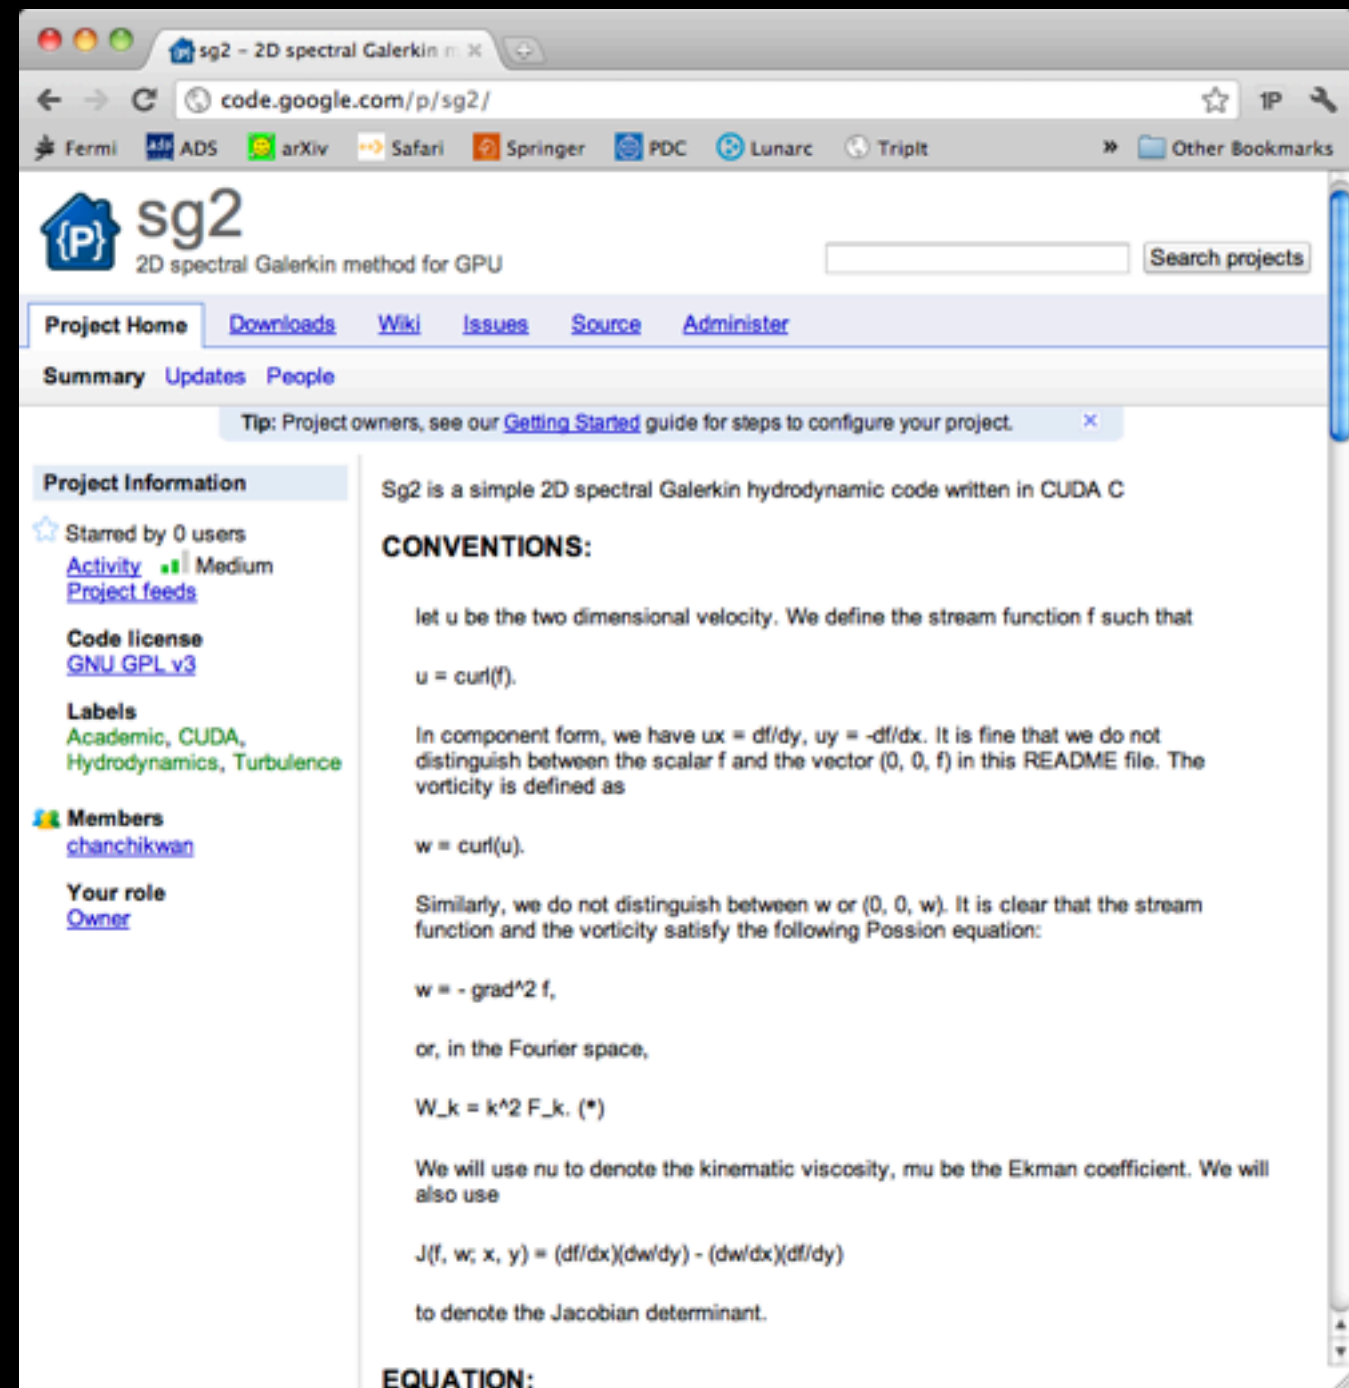 sg2 – 2D spectral Galerkin m
code.google.com/p/sg2/
1P
Fermi ADS arXiv Safari Springer PDC Lunarc TripIt » Other Bookmarks
{P}
sg2
2D spectral Galerkin method for GPU
Search projects
Project Home Downloads Wiki Issues Source Administer
Summary Updates People
Tip: Project owners, see our Getting Started guide for steps to configure your project.
Project Information
Starred by 0 users
Activity Medium
Project feeds
Code license
GNU GPL v3
Labels
Academic, CUDA,
Hydrodynamics, Turbulence
Members
chanchikwan
Your role
Owner
Sg2 is a simple 2D spectral Galerkin hydrodynamic code written in CUDA C
CONVENTIONS:
let u be the two dimensional velocity. We define the stream function f such that
u = curl(f).
In component form, we have ux = df/dy, uy = -df/dx. It is fine that we do not
distinguish between the scalar f and the vector (0, 0, f) in this README file. The
vorticity is defined as
w = curl(u).
Similarly, we do not distinguish between w or (0, 0, w). It is clear that the stream
function and the vorticity satisfy the following Possion equation:
w = - grad^2 f,
or, in the Fourier space,
W_k = k^2 F_k. (*)
We will use nu to denote the kinematic viscosity, mu be the Ekman coefficient. We will
also use
J(f, w; x, y) = (df/dx)(dw/dy) - (dw/dx)(df/dy)
to denote the Jacobian determinant.
EQUATION: